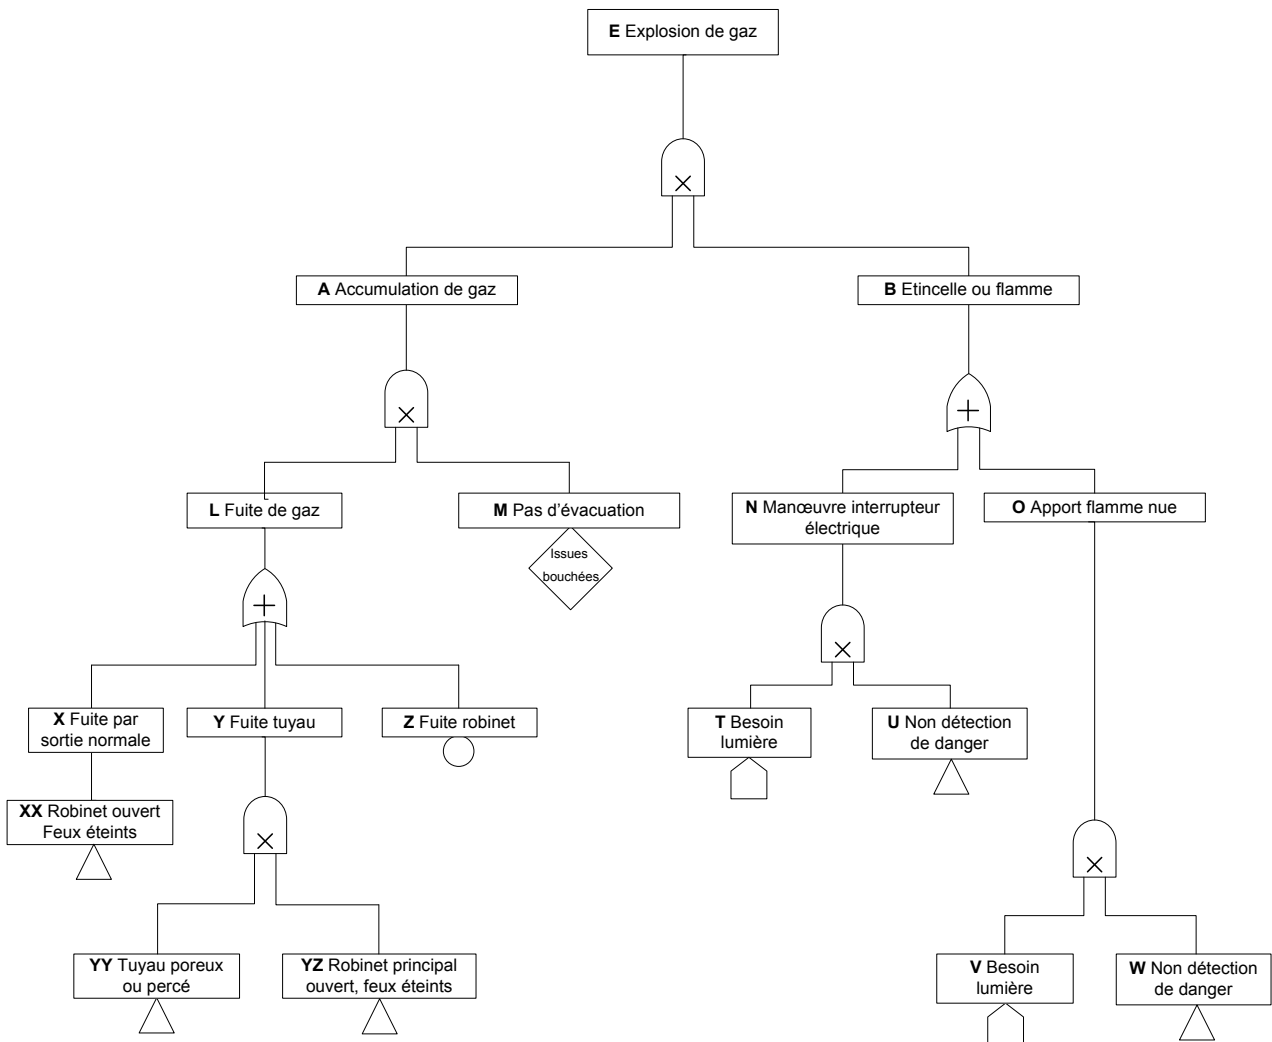 E Explosion de gaz
×
A Accumulation de gaz
B Etincelle ou flamme
×
+
L Fuite de gaz
M Pas d'évacuation
N Manœuvre interrupteur
électrique
O Apport flamme nue
Issues
bouchées
+
×
X Fuite par
sortie normale
Y Fuite tuyau
Z Fuite robinet
T Besoin
lumière
U Non détection
de danger
XX Robinet ouvert
Feux éteints
×
×
YY Tuyau poreux
ou percé
YZ Robinet principal
ouvert, feux éteints
V Besoin
lumière
W Non détection
de danger